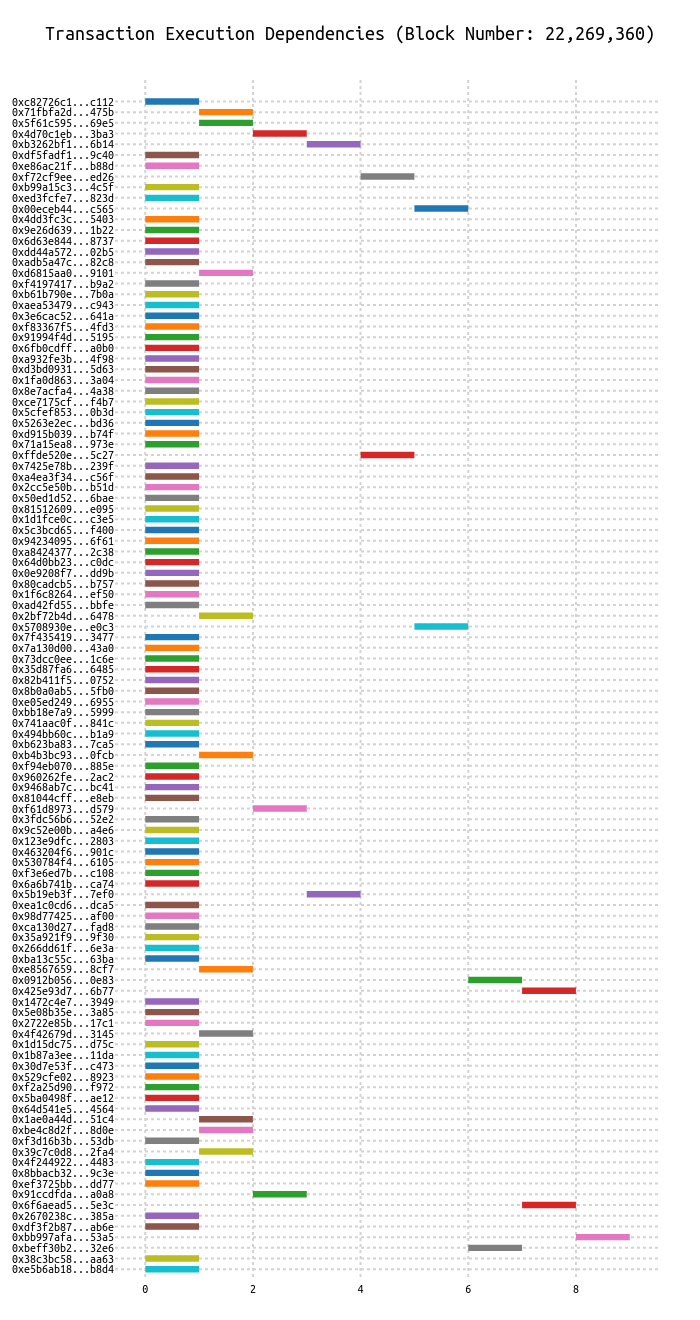 Transaction Execution Dependencies (Block Number: 22,269,360)
0xc82726c1...c112
0x71fbfa2d...475b
0x5f61c595...69e5
0x4d70c1eb...3ba3
0xb3262bf1...6b14
0xdf5fadf1...9c40
0xe86ac21f...b88d
0xf72cf9ee...ed26
0xb99a15c3...4c5f
0xed3fcfe7...823d
0x00eceb44...c565
0x4dd3fc3c...5403
0x9e26d639...1b22
0x6d63e844...8737
0xdd44a572...02b5
0xadb5a47c...82c8
0xd6815aa0...9101
0xf4197417...b9a2
0xb61b790e...7b0a
0xaea53479...c943
0x3e6cac52...641a
0xf83367f5...4fd3
0x91994f4d...5195
0x6fb0cdff...a0b0
0xa932fe3b...4f98
0xd3bd0931...5d63
0x1fa0d863...3a04
0x8e7acfa4...4a38
0xce7175cf...f4b7
0x5cfef853...0b3d
0x5263e2ec...bd36
0xd915b039...b74f
0x71a15ea8...973e
0xffde520e...5c27
0x7425e78b...239f
0xa4ea3f34...c56f
0x2cc5e50b...b51d
0x50ed1d52...6bae
0x81512609...e095
0x1d1fce0c...c3e5
0x5c3bcd65...f400
0x94234095...6f61
0xa8424377...2c38
0x64d0bb23...c0dc
0x0e9208f7...dd9b
0x80cadcb5...b757
0x1f6c8264...ef50
0xad42fd55...bbfe
0x2bf72b4d...6478
0x5708930e...e0c3
0x7f435419...3477
0x7a130d00...43a0
0x73dcc0ee...1c6e
0x35d87fa6...6485
0x82b411f5...0752
0x8b0a0ab5...5fb0
0xe05ed249...6955
0xbb18e7a9...5999
0x741aac0f...841c
0x494bb60c...b1a9
0xb623ba83...7ca5
0xb4b3bc93...0fcb
0xf94eb070...885e
0x960262fe...2ac2
0x9468ab7c...bc41
0x81044cff...e8eb
0xf61d8973...d579
0x3fdc56b6...52e2
0x9c52e00b...a4e6
0x123e9dfc...2803
0x463204f6...901c
0x530784f4...6105
0xf3e6ed7b...c108
0x6a6b741b...ca74
0x5b19eb3f...7ef0
0xea1c0cd6...dca5
0x98d77425...af00
0xca130d27...fad8
0x35a921f9...9f30
0x266dd61f...6e3a
0xba13c55c...63ba
0xe8567659...8cf7
0x0912b056...0e83
0x425e93d7...6b77
0x1472c4e7...3949
0x5e08b35e...3a85
0x2722e85b...17c1
0x4f42679d...3145
0x1d15dc75...d75c
0x1b87a3ee...11da
0x30d7e53f...c473
0x529cfe02...8923
0xf2a25d90...f972
0x5ba0498f...ae12
0x64d541e5...4564
0x1ae0a44d...51c4
0xbe4c8d2f...8d0e
0xf3d16b3b...53db
0x39c7c0d8...2fa4
0x4f244922...4483
0x8bbacb32...9c3e
0xef3725bb...dd77
0x91ccdfda...a0a8
0x6f6aead5...5e3c
0x2670238c...385a
0xdf3f2b87...ab6e
0xbb997afa...53a5
0xbeff30b2...32e6
0x38c3bc58...aa63
0xe5b6ab18...b8d4
0 2 4 6 8